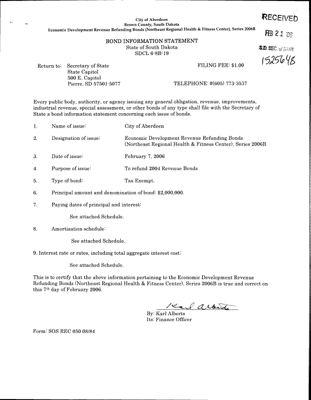 City of Aberdeen
Brown County, South Dakota
Economic Development Revenue Refunding Bonds (Northeast Regional Health & Fitness Center), Series 2006B
RECEIVED
FEB 21
S.D. SEC. OF STATE
1525648
BOND INFORMATION STATEMENT
State of South Dakota
SDCL 6-8B-19
Return to: Secretary of State
State Capitol
500 E. Capitol
Pierre, SD 57501-5077
FILING FEE: $1.00
TELEPHONE: #(605) 773-3537
Every public body, authority, or agency issuing any general obligation, revenue, improvements,
industrial revenue, special assessment, or other bonds of any type shall file with the Secretary of
State a bond information statement concerning each issue of bonds.
1. Name of issue: City of Aberdeen
2. Designation of issue: Economic Development Revenue Refunding Bonds
(Northeast Regional Health & Fitness Center), Series 2006B
3. Date of issue: February 7, 2006
4. Purpose of issue: To refund 2004 Revenue Bonds
5. Type of bond: Tax Exempt.
6. Principal amount and denomination of bond: $2,000,000.
7. Paying dates of principal and interest:
See attached Schedule.
8. Amortization schedule:
See attached Schedule.
9. Interest rate or rates, including total aggregate interest cost:
See attached Schedule.
This is to certify that the above information pertaining to the Economic Development Revenue
Refunding Bonds (Northeast Regional Health & Fitness Center), Series 2006B is true and correct on
this 7th day of February 2006.
Karl Alberts
By: Karl Alberts
Its: Finance Officer
Form: SOS REC 050 08/84